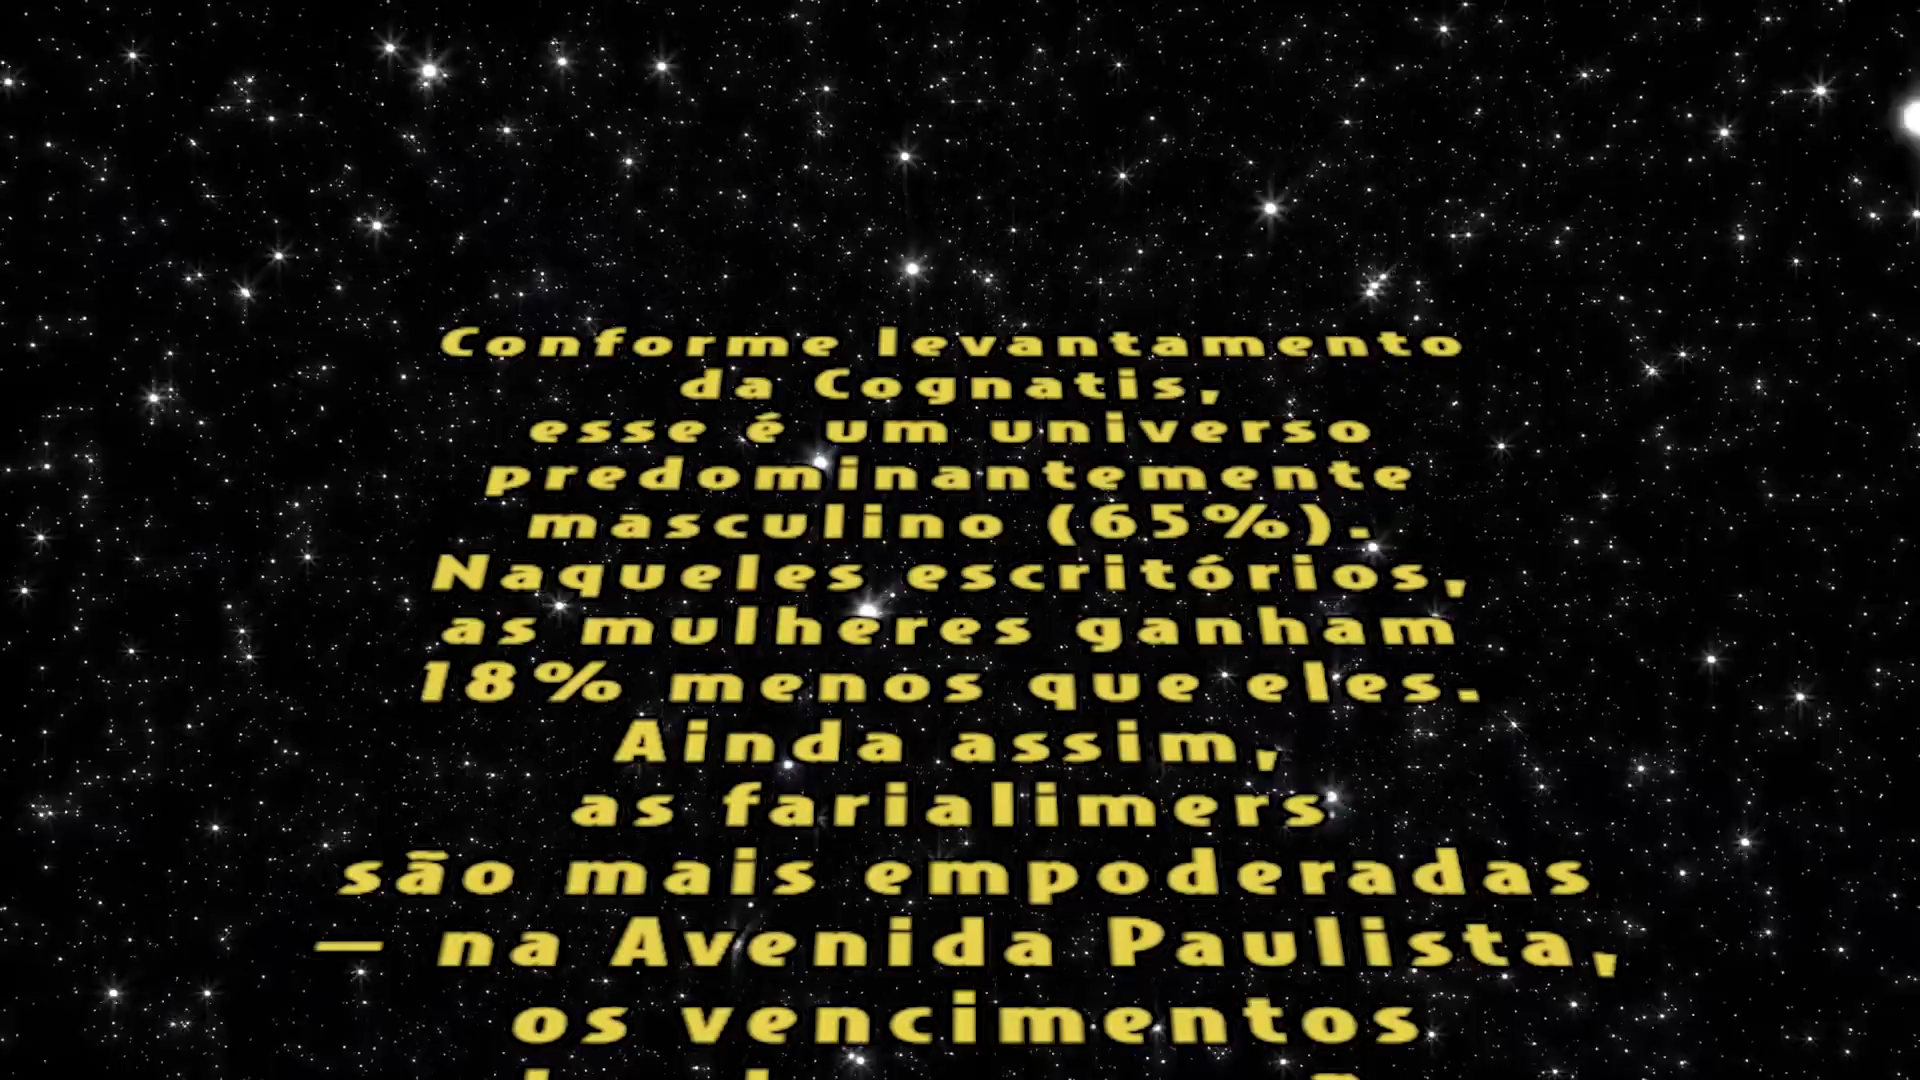 Conforme levantamento
da Cognatis,
esse é um universo
predominantemente
masculino (65%).
Naqueles escritórios,
as mulheres ganham
18% menos que eles.
Ainda assim,
as farialimers
são mais empoderadas
— na Avenida Paulista,
os vencimentos